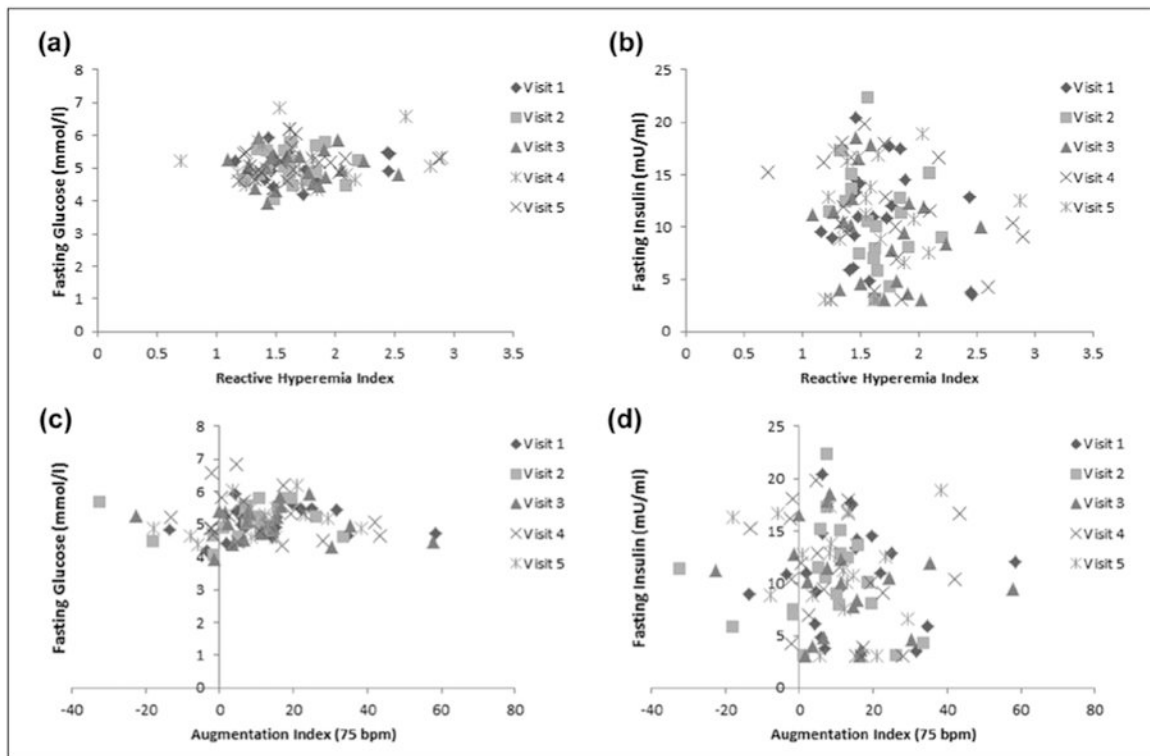 (a)
Fasting Glucose (mmol/l)
8
7
6
5
4
3
2
1
0
0 0.5 1 1.5 2 2.5 3 3.5
Reactive Hyperemia Index
Visit 1
Visit 2
Visit 3
Visit 4
Visit 5
(b)
Fasting Insulin (mU/ml)
25
20
15
10
5
0
0 0.5 1 1.5 2 2.5 3 3.5
Reactive Hyperemia Index
Visit 1
Visit 2
Visit 3
Visit 4
Visit 5
(c)
Fasting Glucose (mmol/l)
8
7
6
5
4
3
2
1
0
-40 -20 0 20 40 60 80
Augmentation Index (75 bpm)
Visit 1
Visit 2
Visit 3
Visit 4
Visit 5
(d)
Fasting Insulin (mU/ml)
25
20
15
10
5
0
-40 -20 0 20 40 60 80
Augmentation Index (75 bpm)
Visit 1
Visit 2
Visit 3
Visit 4
Visit 5